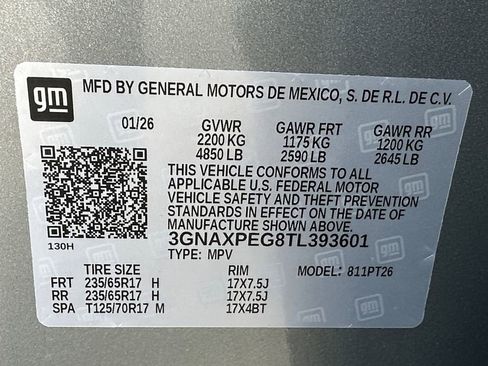 gm
MFD BY GENERAL MOTORS DE MEXICO, S. DE R.L. DE C.V.
01/26 GVWR GAWR FRT GAWR RR
2200 KG 1175 KG 1200 KG
4850 LB 2590 LB 2645 LB
THIS VEHICLE CONFORMS TO ALL
APPLICABLE U.S. FEDERAL MOTOR
VEHICLE SAFETY AND THEFT PREVENTION
STANDARDS IN EFFECT ON THE DATE OF
MANUFACTURE SHOWN ABOVE.
130H 3GNAXPEG8TL393601
TYPE: MPV
TIRE SIZE RIM MODEL: 811PT26
FRT 235/65R17 H 17X7.5J
RR 235/65R17 H 17X7.5J
SPA T125/70R17 M 17X4BT